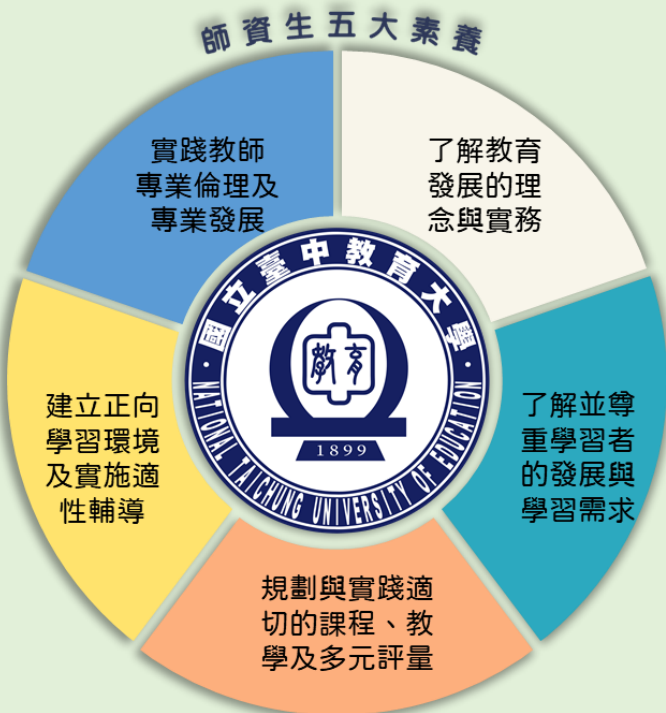 師資生五大素養
了解教育
發展的理
念與實務
了解並尊
重學習者
的發展與
學習需求
規劃與實踐適
切的課程、教
學及多元評量
建立正向
學習環境
及實施適
性輔導
實踐教師
專業倫理及
專業發展
國立臺中教育大學
教育
1899
NATIONAL TAICHUNG UNIVERSITY OF EDUCATION